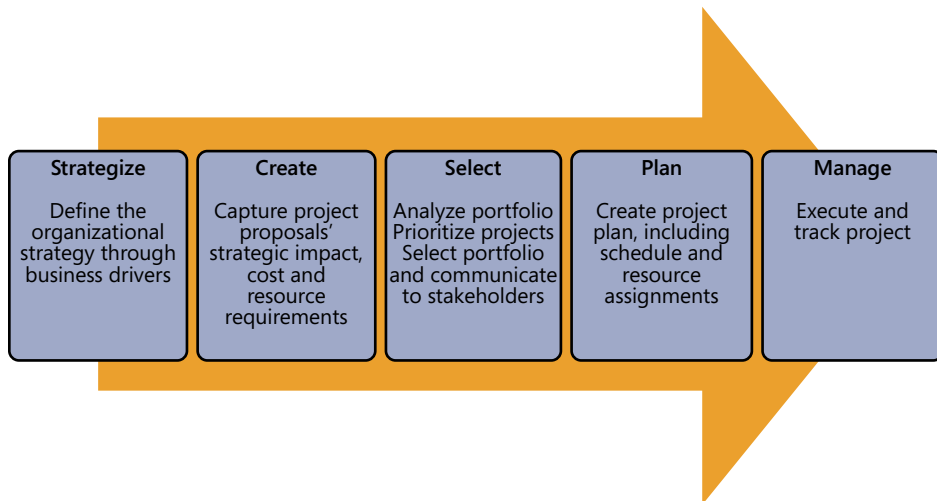 Strategize
Define the
organizational
strategy through
business drivers
Create
Capture project
proposals’
strategic impact,
cost and
resource
requirements
Select
Analyze portfolio
Prioritize projects
Select portfolio
and communicate
to stakeholders
Plan
Create project
plan, including
schedule and
resource
assignments
Manage
Execute and
track project